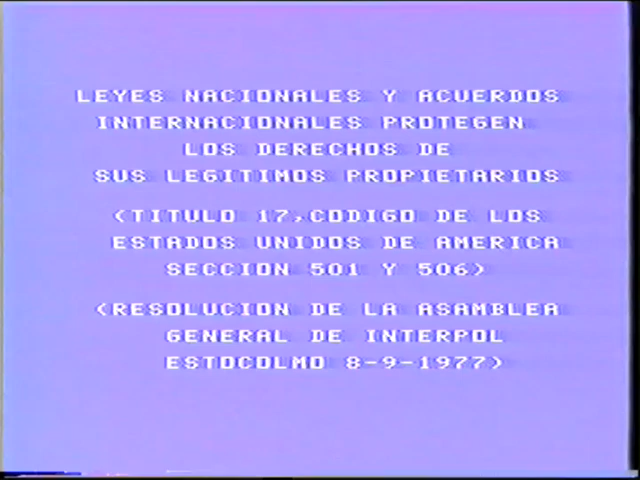 LEYES NACIONALES Y ACUERDOS
INTERNACIONALES PROTEGEN
LOS DERECHOS DE
SUS LEGITIMOS PROPIETARIOS
(TITULO 17,CODIGO DE LOS
ESTADOS UNIDOS DE AMERICA
SECCION 501 Y 506)
(RESOLUCION DE LA ASAMBLEA
GENERAL DE INTERPOL
ESTOCOLMO 8-9-1977)